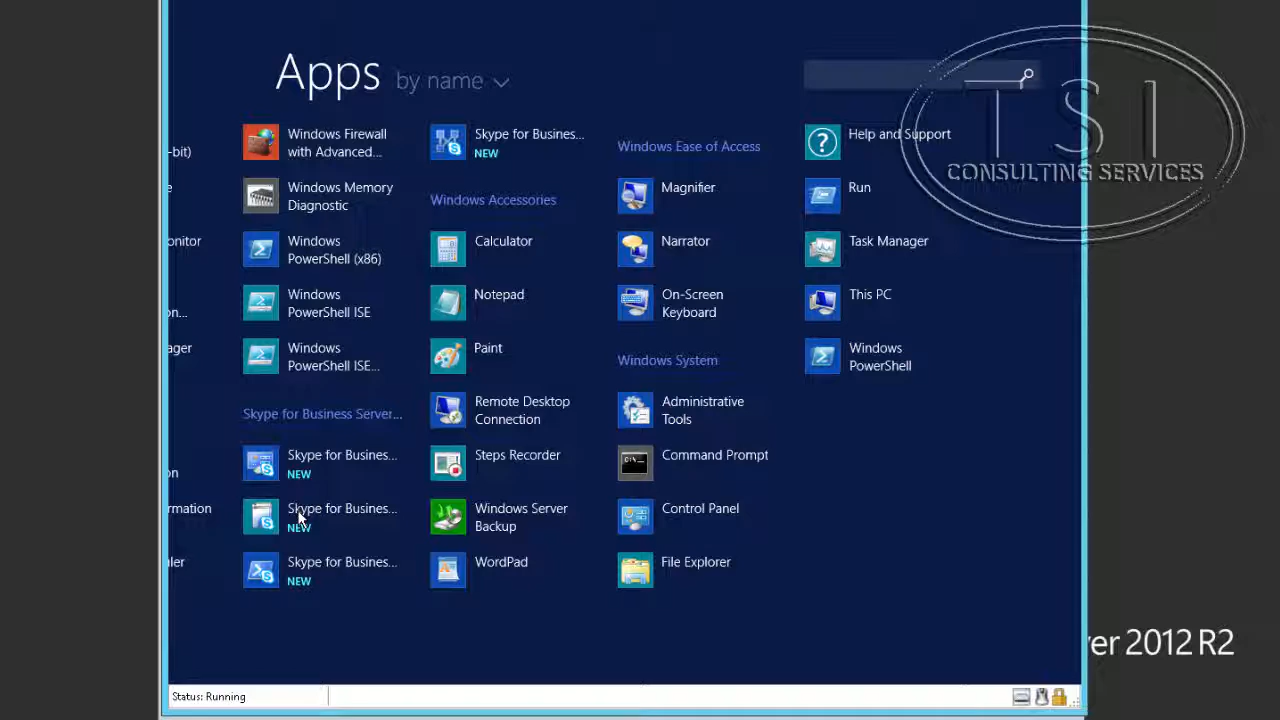 Apps by name
-bit)
e
onitor
on...
ager
on
rmation
ler
Windows Firewall
with Advanced...
Windows Memory
Diagnostic
Windows
PowerShell (x86)
Windows
PowerShell ISE
Windows
PowerShell ISE...
Skype for Business Server...
Skype for Busines...
NEW
Skype for Busines...
NEW
Skype for Busines...
NEW
Skype for Busines...
NEW
Windows Accessories
Calculator
Notepad
Paint
Remote Desktop
Connection
Steps Recorder
Windows Server
Backup
WordPad
Windows Ease of Access
Magnifier
Narrator
On-Screen
Keyboard
Windows System
Administrative
Tools
Command Prompt
Control Panel
File Explorer
Help and Support
Run
Task Manager
This PC
Windows
PowerShell
TSI
CONSULTING SERVICES
ver 2012 R2
Status: Running